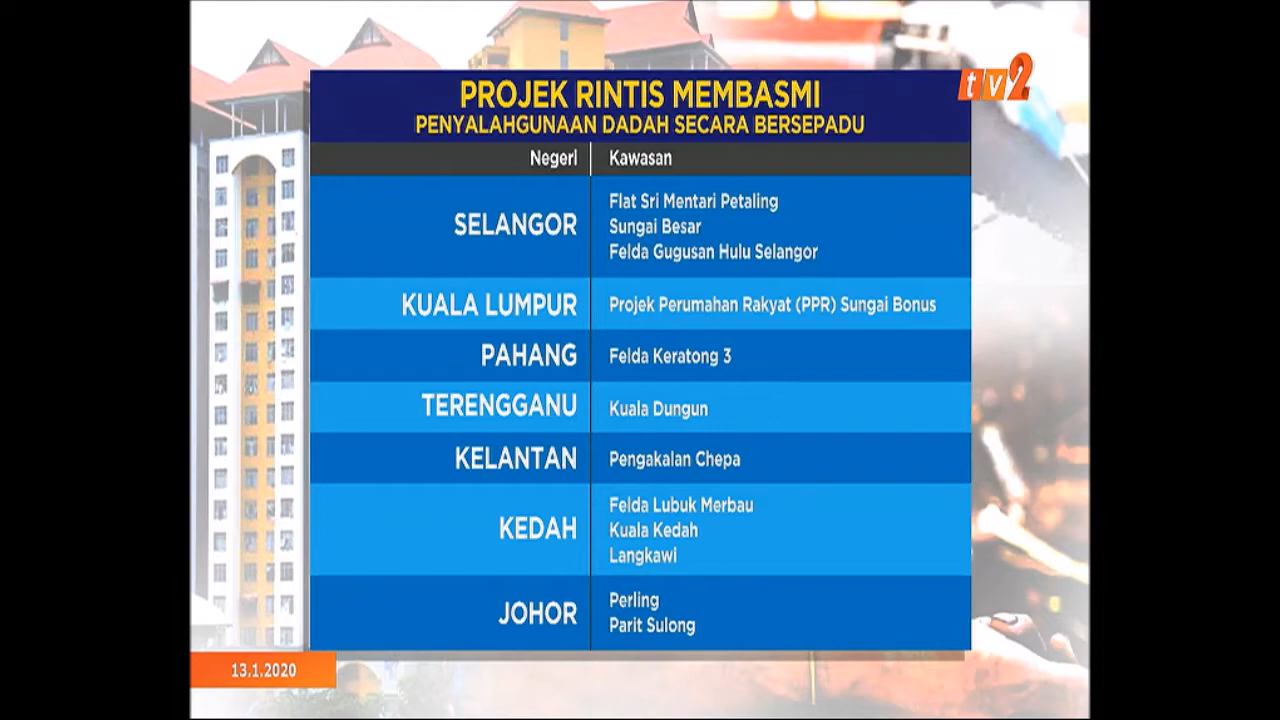 tv2
PROJEK RINTIS MEMBASMI
PENYALAHGUNAAN DADAH SECARA BERSEPADU
Negeri Kawasan
SELANGOR
Flat Sri Mentari Petaling
Sungai Besar
Felda Gugusan Hulu Selangor
KUALA LUMPUR Projek Perumahan Rakyat (PPR) Sungai Bonus
PAHANG Felda Keratong 3
TERENGGANU Kuala Dungun
KELANTAN Pengakalan Chepa
KEDAH
Felda Lubuk Merbau
Kuala Kedah
Langkawi
JOHOR
Perling
Parit Sulong
13.1.2020